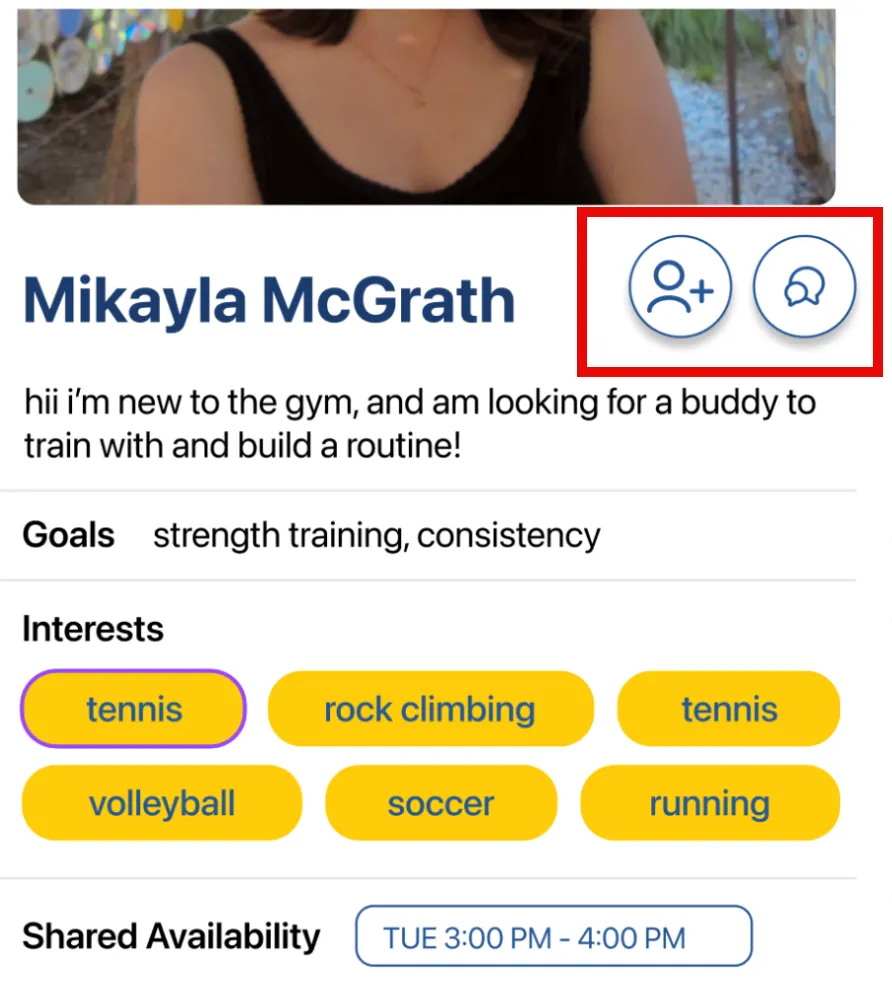 Mikayla McGrath
hii i'm new to the gym, and am looking for a buddy to
train with and build a routine!
Goals strength training, consistency
Interests
tennis rock climbing tennis
volleyball soccer running
Shared Availability TUE 3:00 PM - 4:00 PM